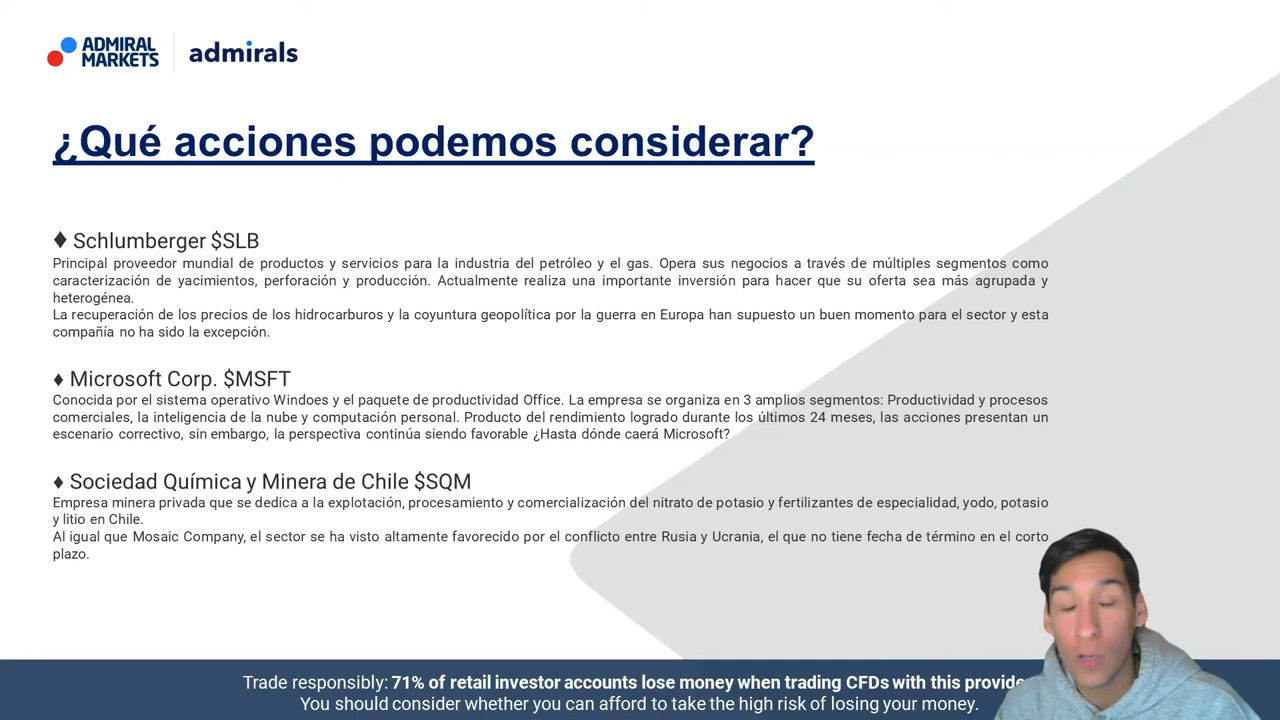 ADMIRAL
MARKETS
admirals
¿Qué acciones podemos considerar?
♦ Schlumberger $SLB
Principal proveedor mundial de productos y servicios para la industria del petróleo y el gas. Opera sus negocios a través de múltiples segmentos como
caracterización de yacimientos, perforación y producción. Actualmente realiza una importante inversión para hacer que su oferta sea más agrupada y
heterogénea.
La recuperación de los precios de los hidrocarburos y la coyuntura geopolítica por la guerra en Europa han supuesto un buen momento para el sector y esta
compañía no ha sido la excepción.
♦ Microsoft Corp. $MSFT
Conocida por el sistema operativo Windoes y el paquete de productividad Office. La empresa se organiza en 3 amplios segmentos: Productividad y procesos
comerciales, la inteligencia de la nube y computación personal. Producto del rendimiento logrado durante los últimos 24 meses, las acciones presentan un
escenario correctivo, sin embargo, la perspectiva continúa siendo favorable ¿Hasta dónde caerá Microsoft?
♦ Sociedad Química y Minera de Chile $SQM
Empresa minera privada que se dedica a la explotación, procesamiento y comercialización del nitrato de potasio y fertilizantes de especialidad, yodo, potasio
y litio en Chile.
Al igual que Mosaic Company, el sector se ha visto altamente favorecido por el conflicto entre Rusia y Ucrania, el que no tiene fecha de término en el corto
plazo.
Trade responsibly: 71% of retail investor accounts lose money when trading CFDs with this provide
You should consider whether you can afford to take the high risk of losing your money.